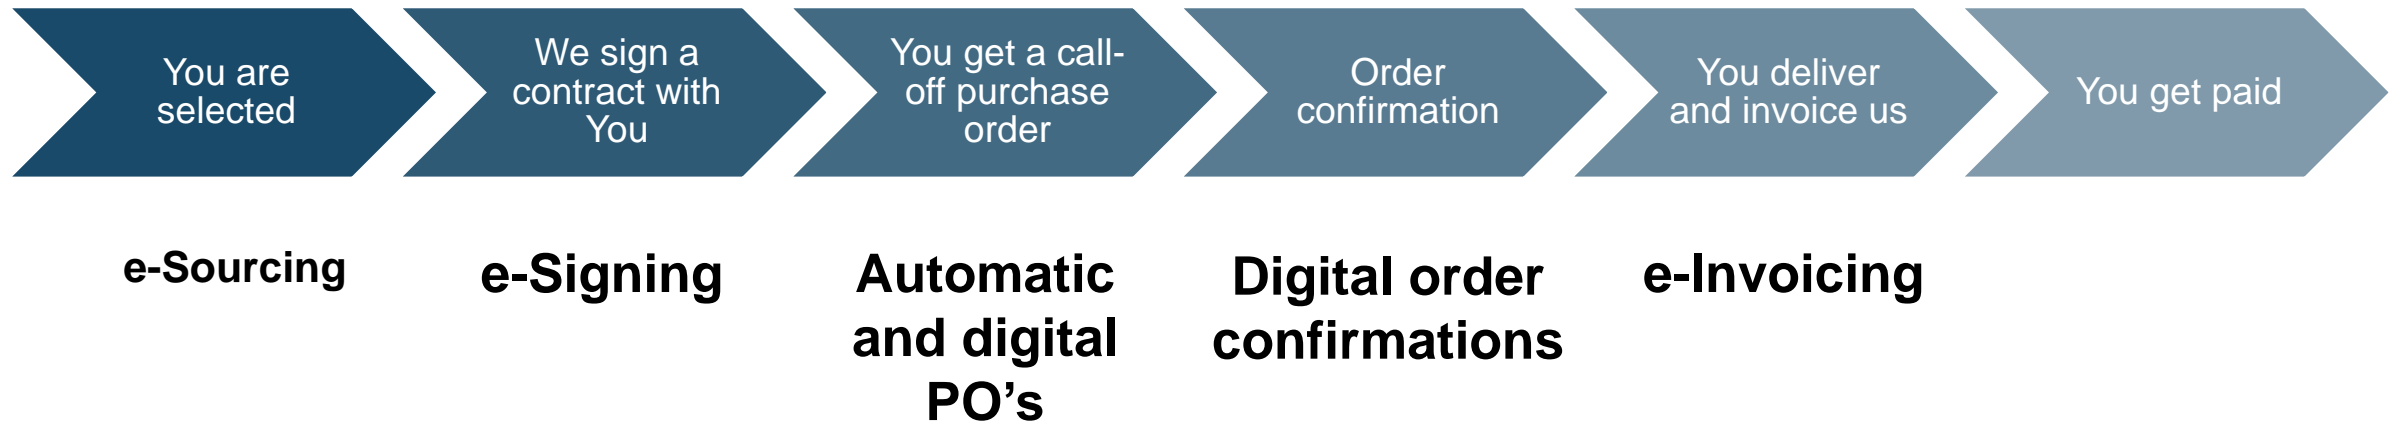 You are
selected
We sign a
contract with
You
You get a call-
off purchase
order
Order
confirmation
You deliver
and invoice us
You get paid
e-Sourcing
e-Signing
Automatic
and digital
PO’s
Digital order
confirmations
e-Invoicing